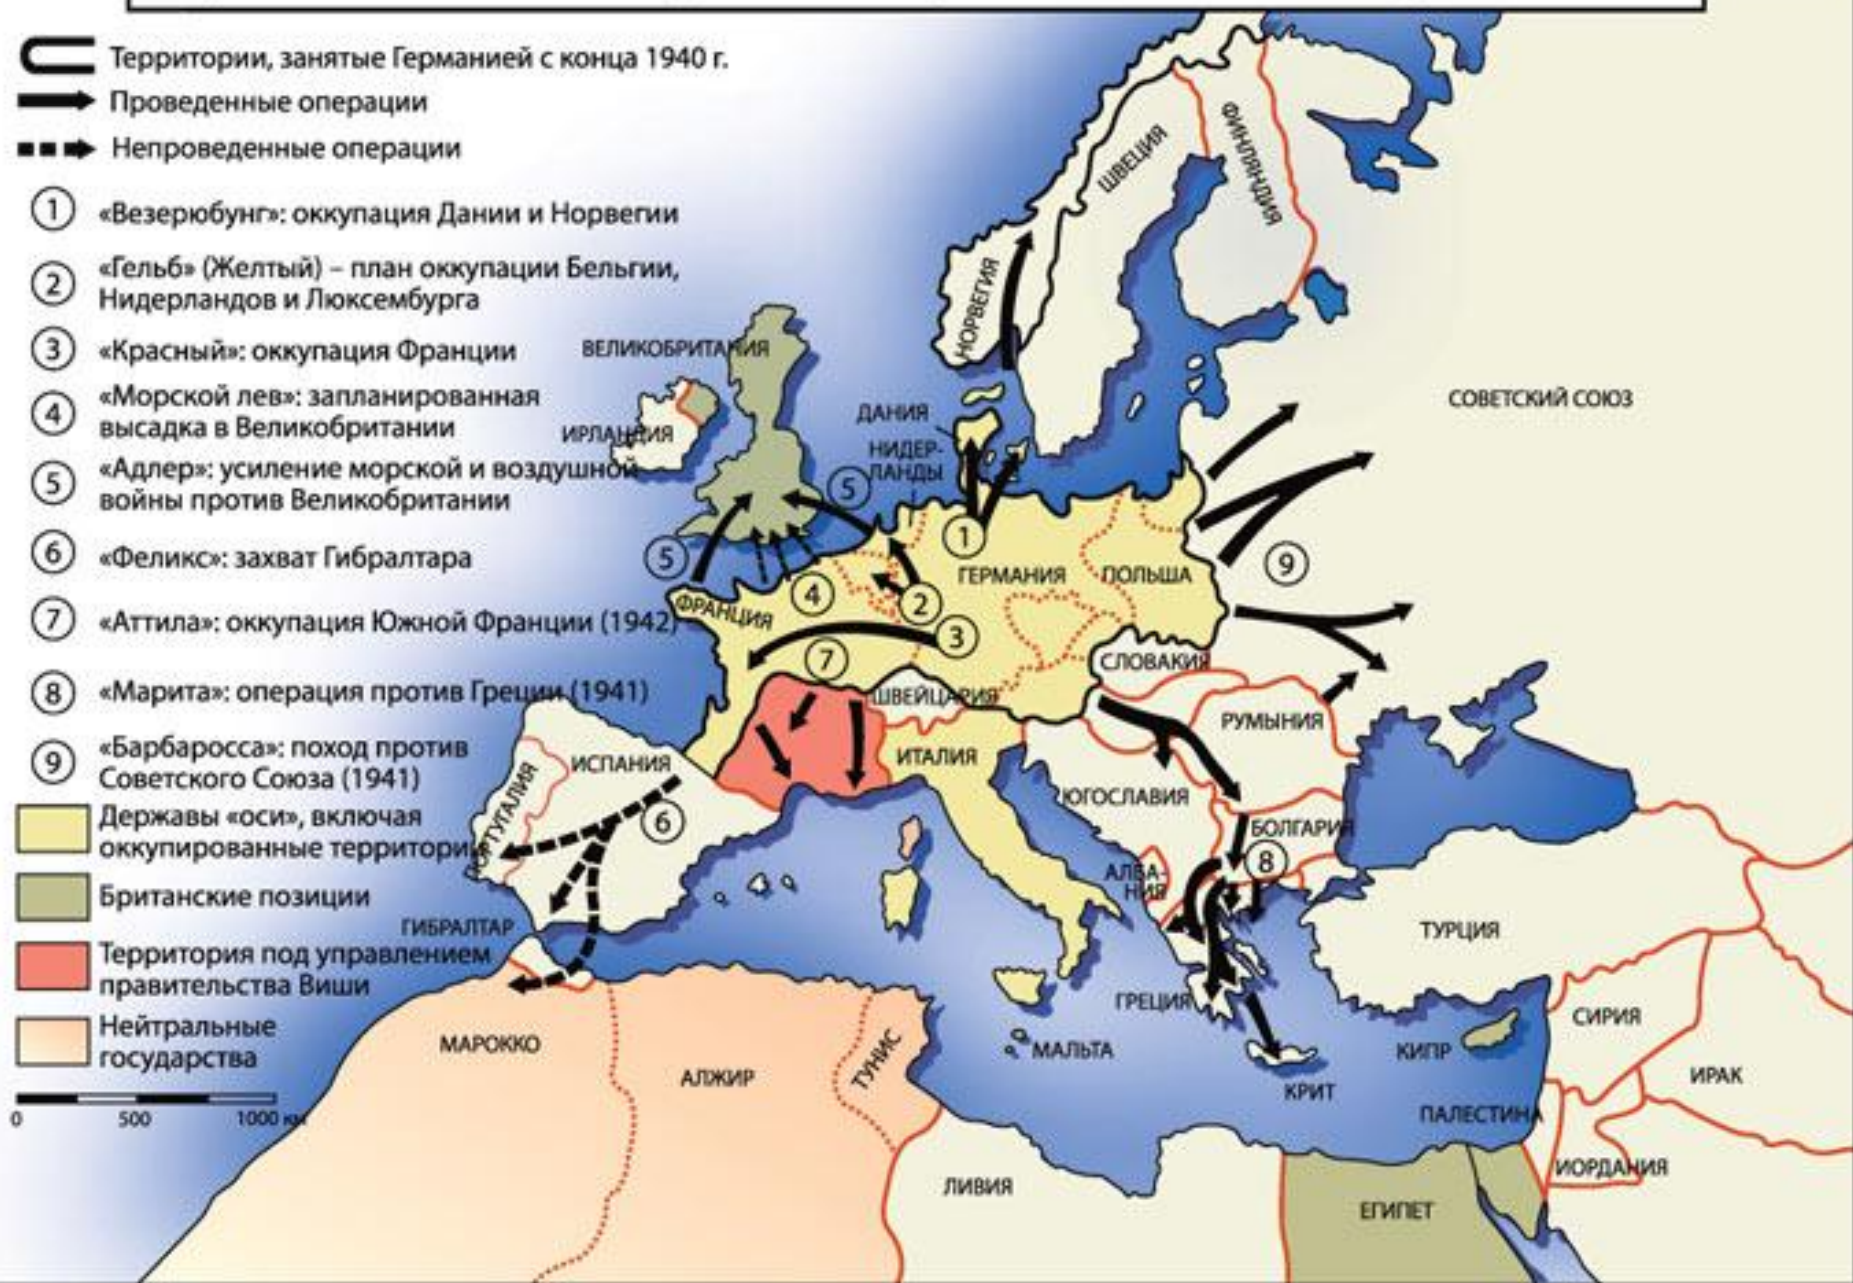 Территории, занятые Германией с конца 1940 г.
Проведенные операции
Непроведенные операции
1 «Везерюбунг»: оккупация Дании и Норвегии
2 «Гельб» (Желтый) – план оккупации Бельгии,
Нидерландов и Люксембурга
3 «Красный»: оккупация Франции
4 «Морской лев»: запланированная
высадка в Великобритании
5 «Адлер»: усиление морской и воздушной
войны против Великобритании
6 «Феликс»: захват Гибралтара
7 «Аттила»: оккупация Южной Франции (1942)
8 «Марита»: операция против Греции (1941)
9 «Барбаросса»: поход против
Советского Союза (1941)
Державы «оси», включая
оккупированные территории
Британские позиции
Территория под управлением
правительства Виши
Нейтральные
государства
0 500 1000 км
ШВЕЦИЯ
ФИНЛЯНДИЯ
НОРВЕГИЯ
ВЕЛИКОБРИТАНИЯ
ИРЛАНДИЯ
ДАНИЯ
НИДЕР-
ЛАНДЫ
СОВЕТСКИЙ СОЮЗ
5
5
1
9
4
2
3
7
ГЕРМАНИЯ
ПОЛЬША
ФРАНЦИЯ
СЛОВАКИЯ
ШВЕЙЦАРИЯ
РУМЫНИЯ
ИТАЛИЯ
ИСПАНИЯ
ПОРТУГАЛИЯ
6
ЮГОСЛАВИЯ
БОЛГАРИЯ
8
АЛБА-
НИЯ
ГИБРАЛТАР
ТУРЦИЯ
ГРЕЦИЯ
МАЛЬТА
КРИТ
КИПР
СИРИЯ
ИРАК
ПАЛЕСТИНА
ИОРДАНИЯ
МАРОККО
АЛЖИР
ТУНИС
ЛИВИЯ
ЕГИПЕТ